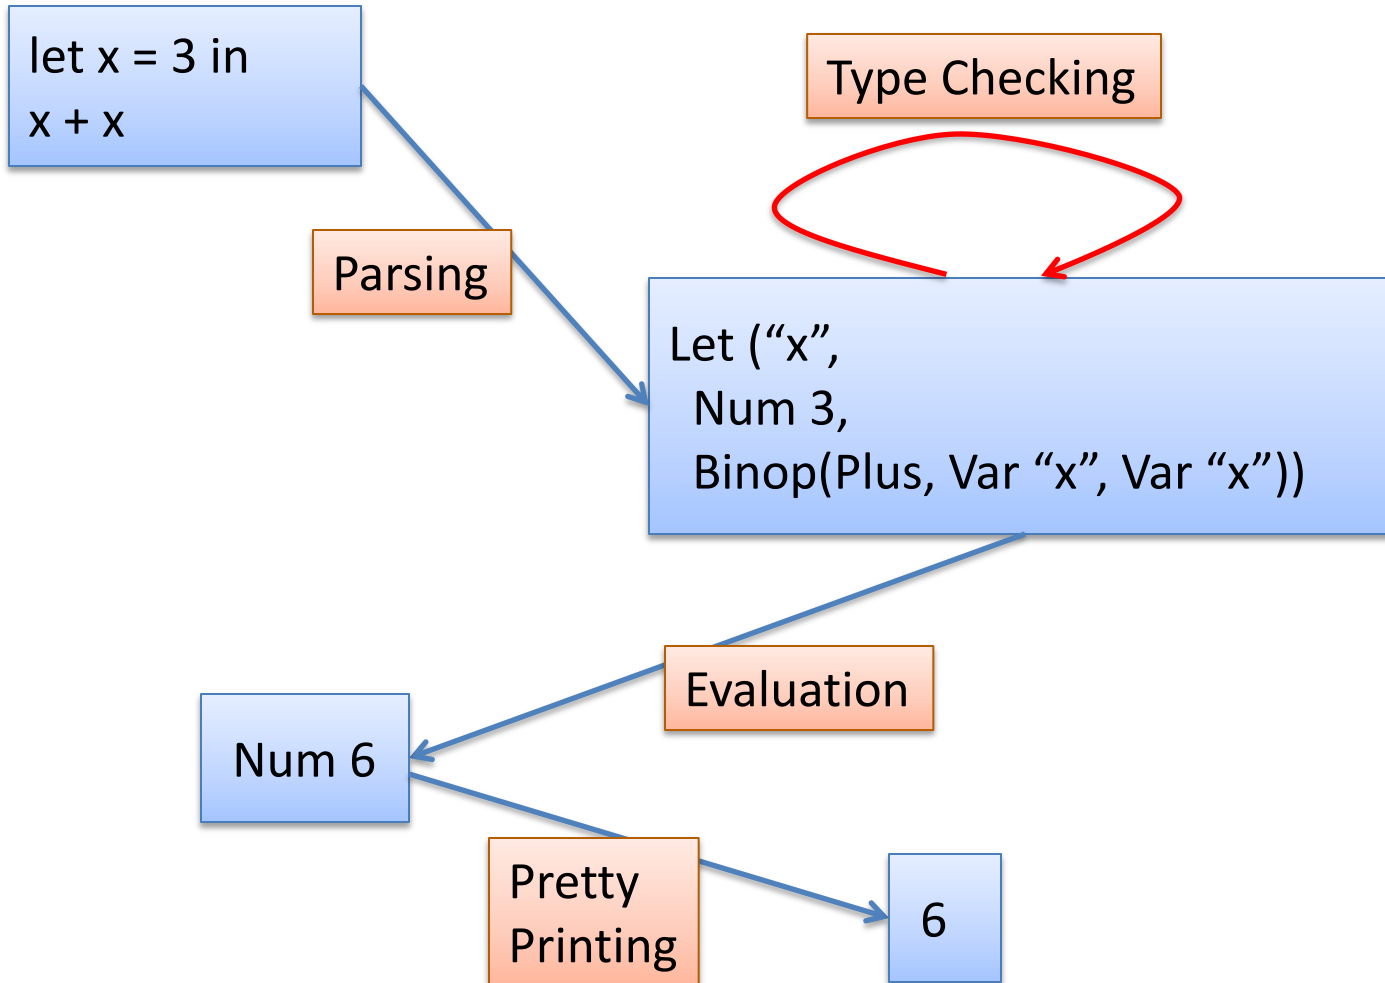 let x = 3 in
x + x
Type Checking
Parsing
Let (“x”,
Num 3,
Binop(Plus, Var “x”, Var “x”))
Evaluation
Num 6
Pretty
Printing
6